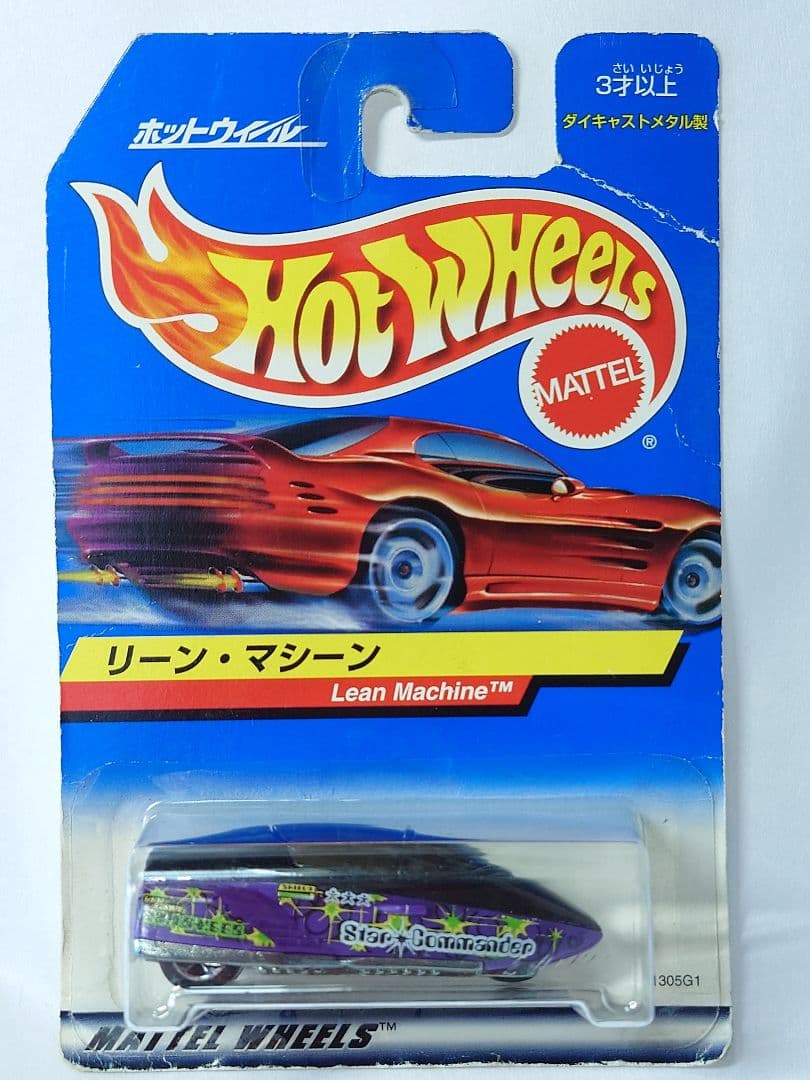 さい いじょう
3才以上
ダイキャストメタル製
ホットウィール
Hot Wheels
MATTEL
®
リーン・マシーン
Lean Machine™
★★★
Star Commander
1305G1
MATTEL WHEELS™